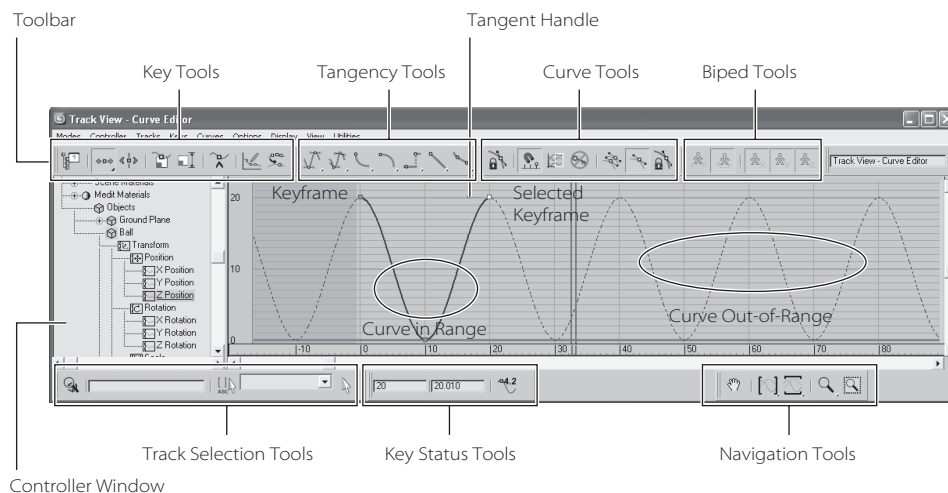 Toolbar
Tangent Handle
Key Tools
Tangency Tools
Curve Tools
Biped Tools
Track View - Curve Editor
Modes Controller Tracks Keys Curves Options Display View Utilities
Track View - Curve Editor
Scene Materials
Medit Materials
Objects
Ground Plane
Ball
Transform
Position
X Position
Y Position
Z Position
Rotation
X Rotation
Y Rotation
Z Rotation
Scale
Keyframe
Selected
Keyframe
20
10
0
Curve in Range
Curve Out-of-Range
-10 0 10 20 30 40 50 60 70 80
ABC
20
20.010
4.2
Track Selection Tools
Key Status Tools
Navigation Tools
Controller Window